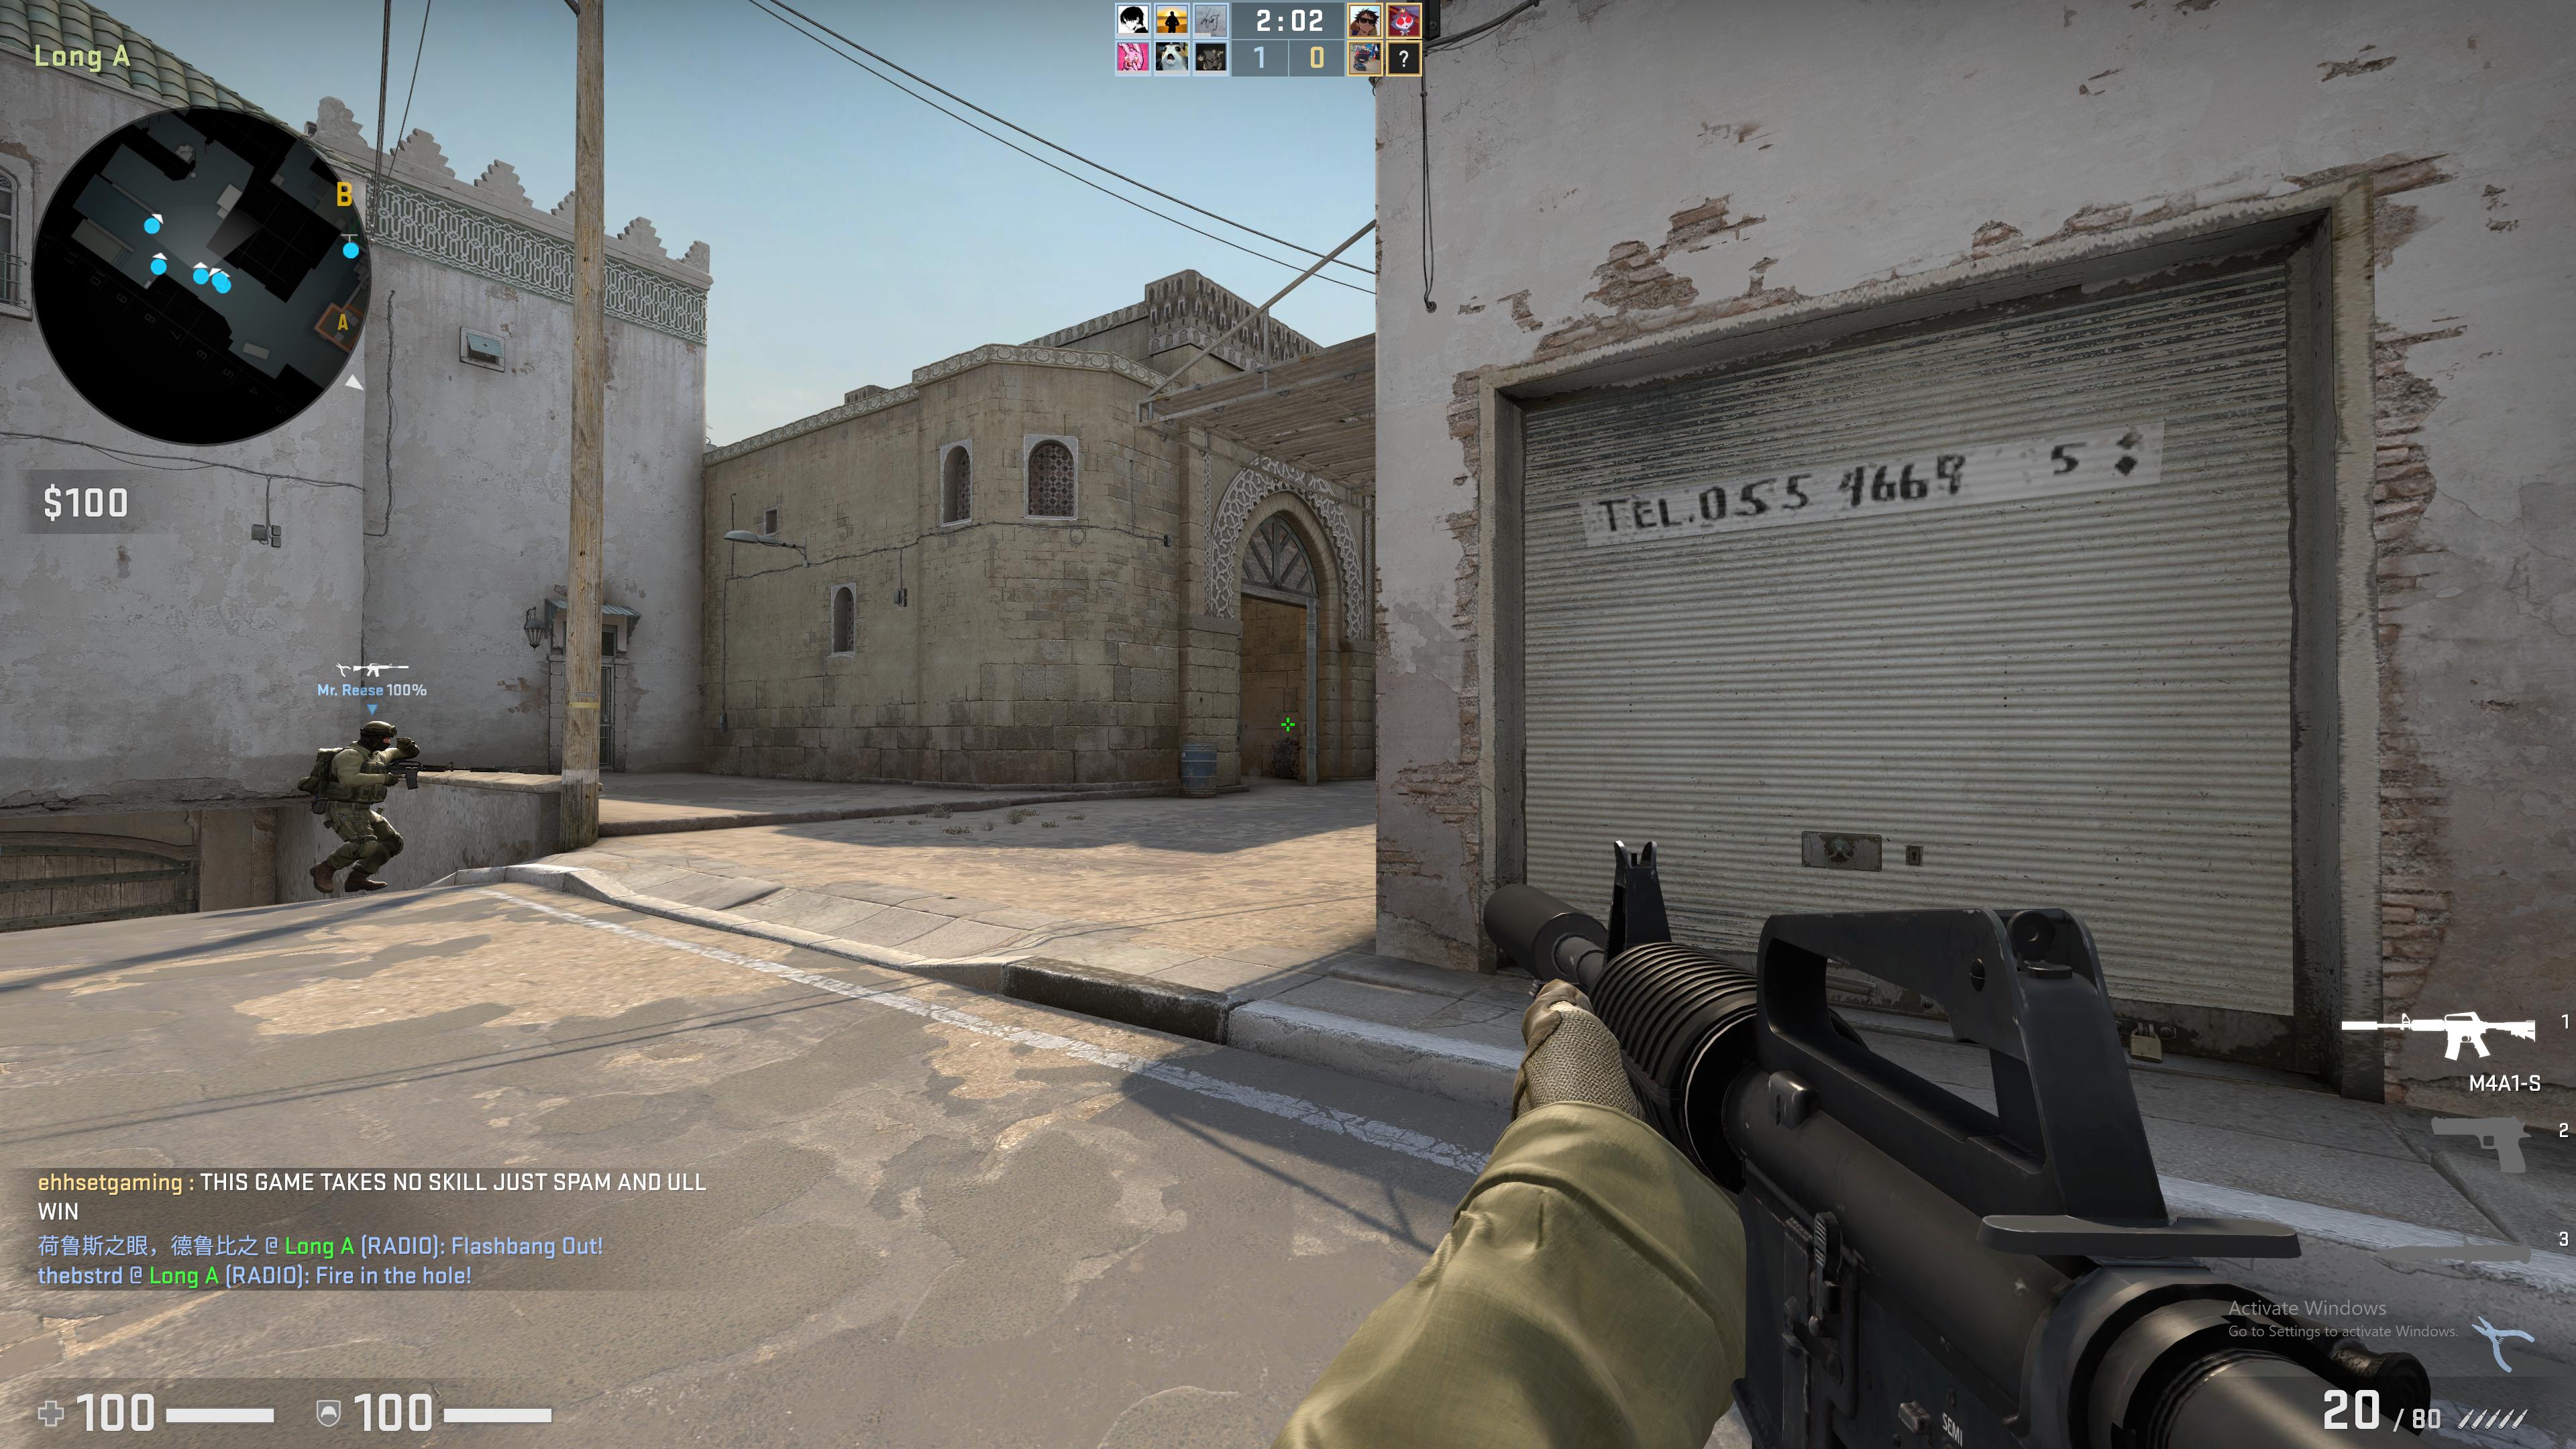 2:02
1 0
?
Long A
B
A
$100
TEL.055 4669 5:
Mr. Reese 100%
1
M4A1-S
2
ehhsetgaming : THIS GAME TAKES NO SKILL JUST SPAM AND ULL
WIN
荷鲁斯之眼，德鲁比之 @ Long A (RADIO): Flashbang Out!
thebstrd @ Long A (RADIO): Fire in the hole!
3
Activate Windows
Go to Settings to activate Windows.
100 100
20 / 80
SEMI